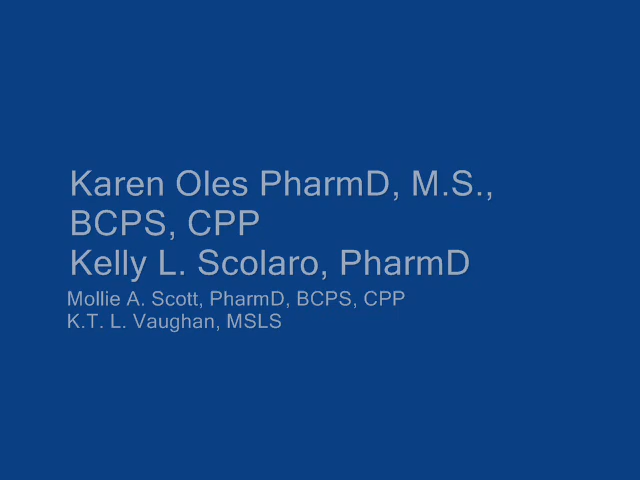 Karen Oles PharmD, M.S.,
BCPS, CPP
Kelly L. Scolaro, PharmD
Mollie A. Scott, PharmD, BCPS, CPP
K.T. L. Vaughan, MSLS